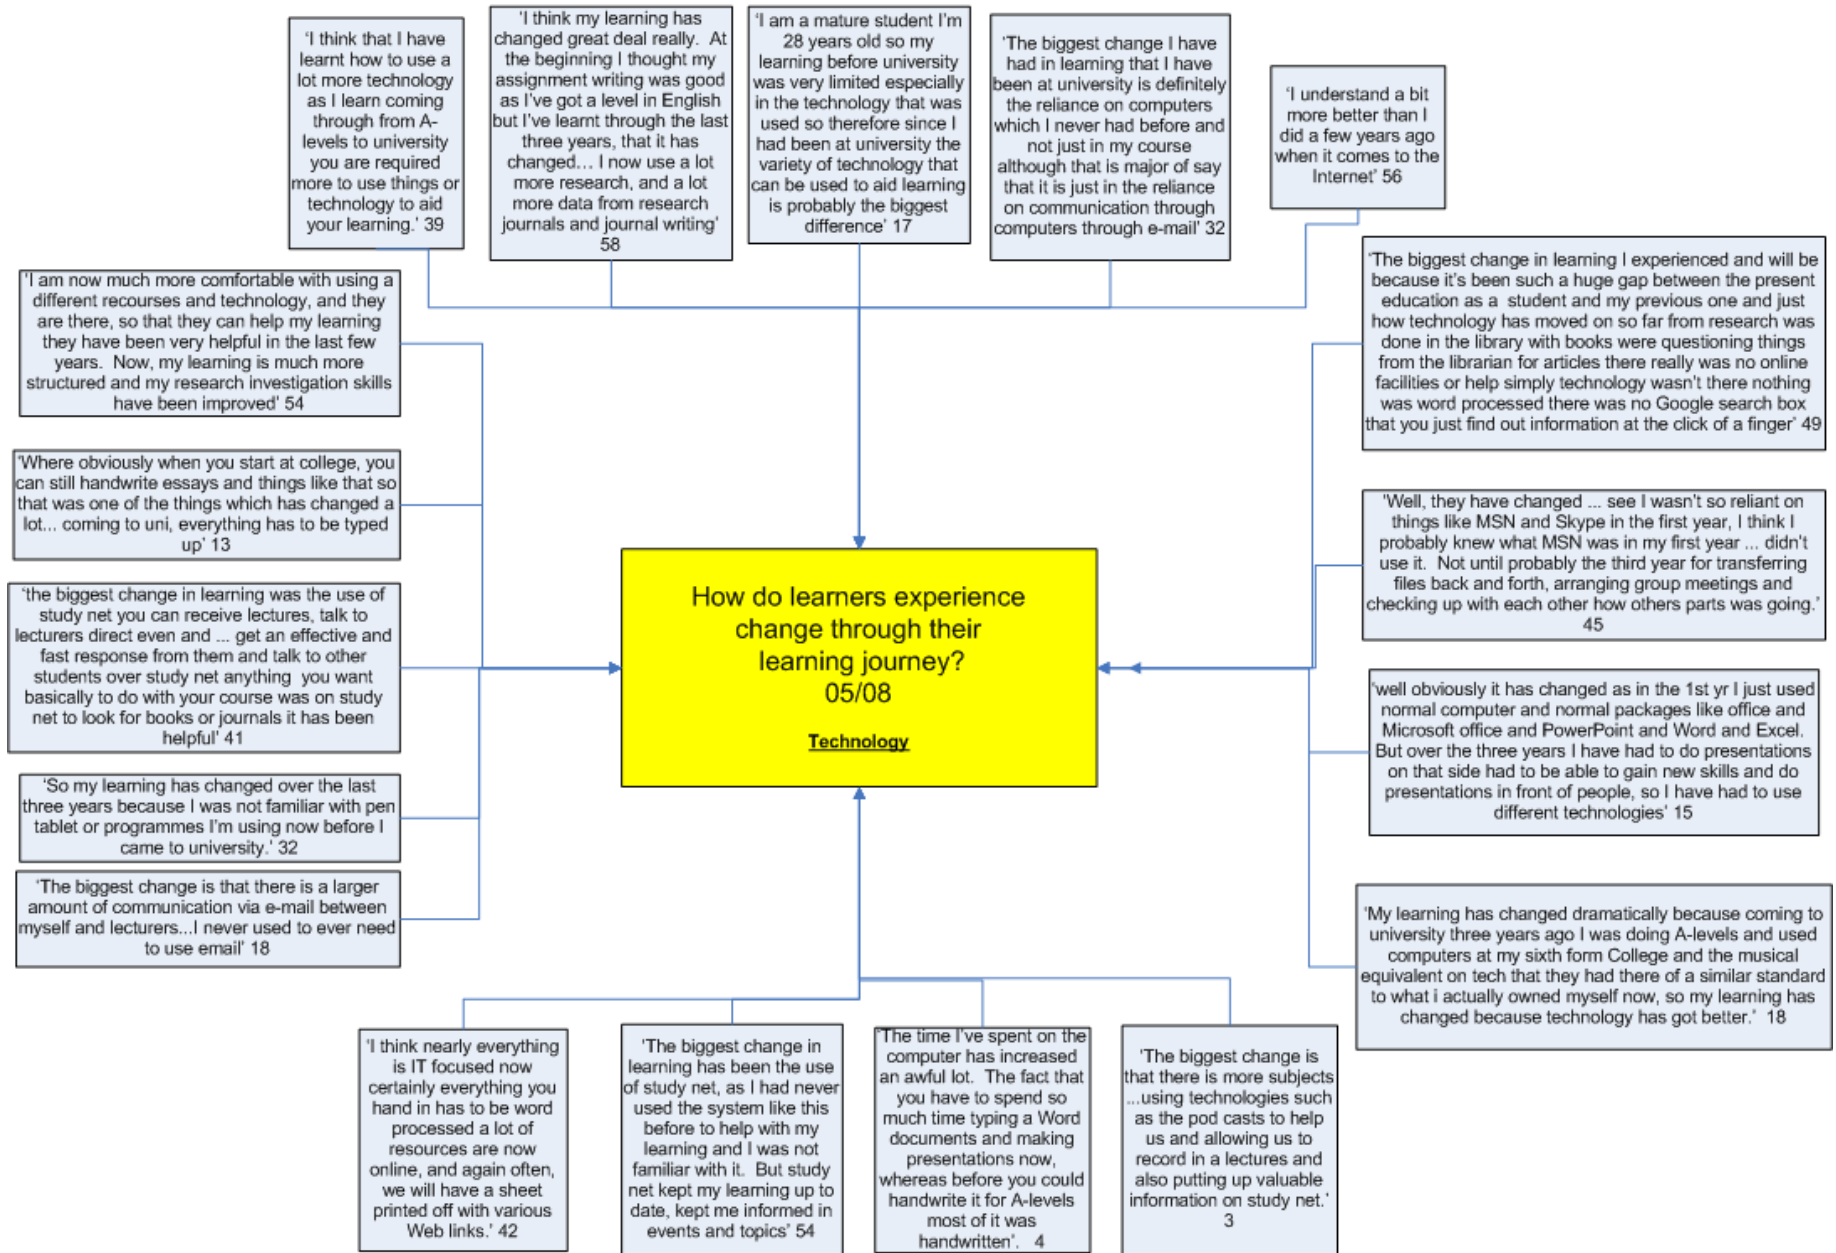 ‘I think that I have
learnt how to use a
lot more technology
as I learn coming
through from A-
levels to university
you are required
more to use things or
technology to aid
your learning.’ 39
‘I think my learning has
changed great deal really.  At
the beginning I thought my
assignment writing was good
as I’ve got a level in English
but I’ve learnt through the last
three years, that it has
changed... I now use a lot
more research, and a lot
more data from research
journals and journal writing’
58
‘I am a mature student I’m
28 years old so my
learning before university
was very limited especially
in the technology that was
used so therefore since I
had been at university the
variety of technology that
can be used to aid learning
is probably the biggest
difference’ 17
‘The biggest change I have
had in learning that I have
been at university is definitely
the reliance on computers
which I never had before and
not just in my course
although that is major of say
that it is just in the reliance
on communication through
computers through e-mail’ 32
‘I understand a bit
more better than I
did a few years ago
when it comes to the
Internet’ 56
‘I am now much more comfortable with using a
different recourses and technology, and they
are there, so that they can help my learning
they have been very helpful in the last few
years.  Now, my learning is much more
structured and my research investigation skills
have been improved’ 54
‘The biggest change in learning I experienced and will be
because it’s been such a huge gap between the present
education as a  student and my previous one and just
how technology has moved on so far from research was
done in the library with books were questioning things
from the librarian for articles there really was no online
facilities or help simply technology wasn’t there nothing
was word processed there was no Google search box
that you just find out information at the click of a finger’ 49
‘Where obviously when you start at college, you
can still handwrite essays and things like that so
that was one of the things which has changed a
lot... coming to uni, everything has to be typed
up’ 13
‘Well, they have changed ... see I wasn’t so reliant on
things like MSN and Skype in the first year, I think I
probably knew what MSN was in my first year ... didn’t
use it.  Not until probably the third year for transferring
files back and forth, arranging group meetings and
checking up with each other how others parts was going.’
45
‘the biggest change in learning was the use of
study net you can receive lectures, talk to
lecturers direct even and ... get an effective and
fast response from them and talk to other
students over study net anything  you want
basically to do with your course was on study
net to look for books or journals it has been
helpful’ 41
How do learners experience
change through their
learning journey?
05/08
Technology
‘well obviously it has changed as in the 1st yr I just used
normal computer and normal packages like office and
Microsoft office and PowerPoint and Word and Excel.
But over the three years I have had to do presentations
on that side had to be able to gain new skills and do
presentations in front of people, so I have had to use
different technologies’ 15
‘So my learning has changed over the last
three years because I was not familiar with pen
tablet or programmes I’m using now before I
came to university.’ 32
‘The biggest change is that there is a larger
amount of communication via e-mail between
myself and lecturers...I never used to ever need
to use email’ 18
‘My learning has changed dramatically because coming to
university three years ago I was doing A-levels and used
computers at my sixth form College and the musical
equivalent on tech that they had there of a similar standard
to what i actually owned myself now, so my learning has
changed because technology has got better.’  18
‘I think nearly everything
is IT focused now
certainly everything you
hand in has to be word
processed a lot of
resources are now
online, and again often,
we will have a sheet
printed off with various
Web links.’ 42
‘The biggest change in
learning has been the use
of study net, as I had never
used the system like this
before to help with my
learning and I was not
familiar with it.  But study
net kept my learning up to
date, kept me informed in
events and topics’ 54
‘The time I’ve spent on the
computer has increased
an awful lot.  The fact that
you have to spend so
much time typing a Word
documents and making
presentations now,
whereas before you could
handwrite it for A-levels
most of it was
handwritten’.  4
‘The biggest change is
that there is more subjects
...using technologies such
as the pod casts to help
us and allowing us to
record in a lectures and
also putting up valuable
information on study net.’
3